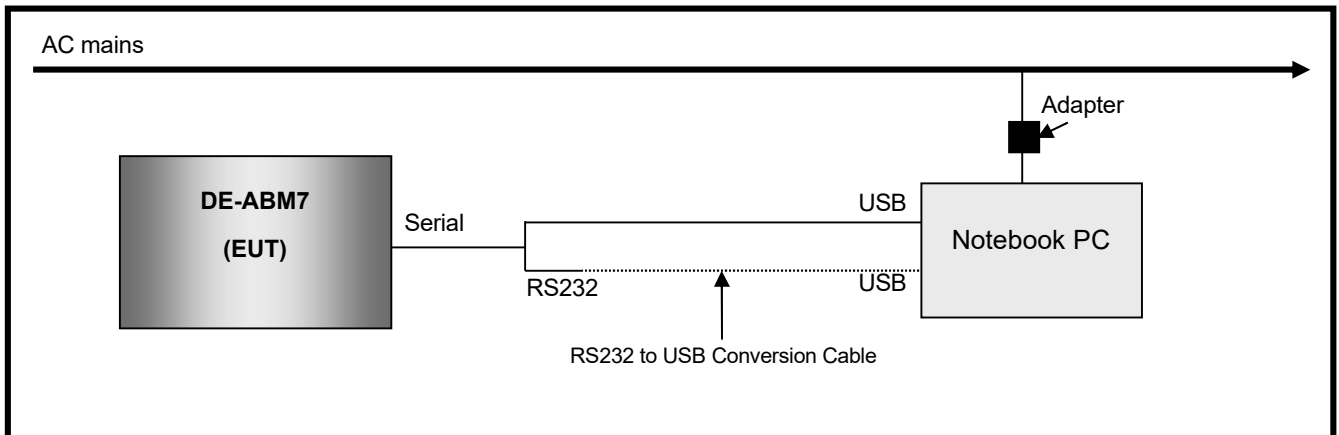 AC mains
Adapter
DE-ABM7
(EUT)
Serial
USB
Notebook PC
RS232
USB
RS232 to USB Conversion Cable